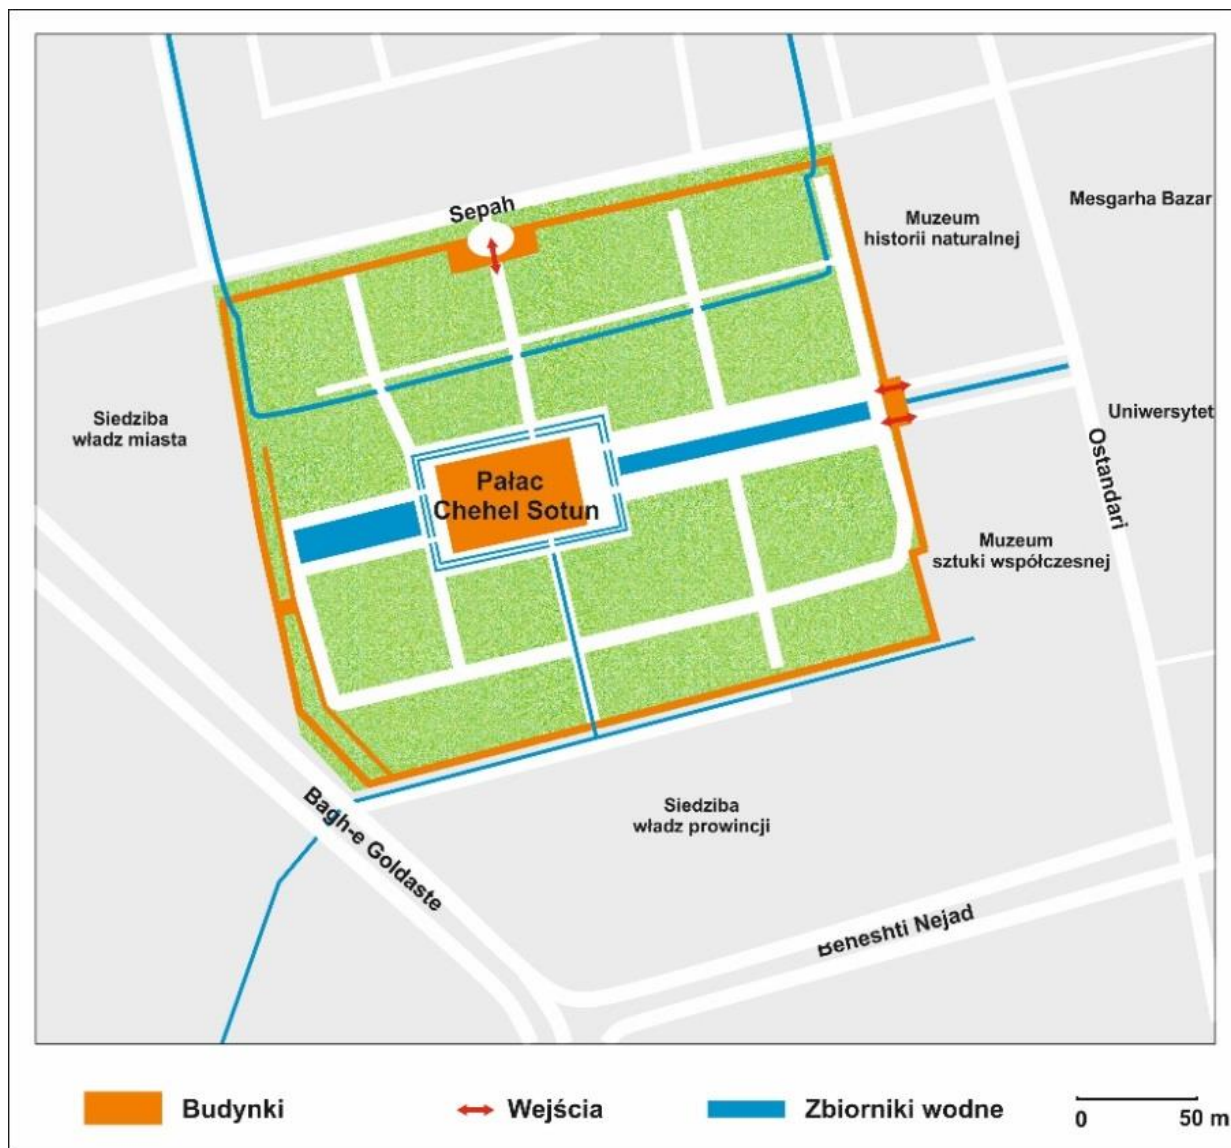 Sepah
Mesgarha Bazar
Muzeum
historii naturalnej
Siedziba
władz miasta
Uniwersytet
Ostandari
Pałac
Chehel Sotun
Muzeum
sztuki współczesnej
Siedziba
władz prowincji
Bagh-e Goldaste
Beneshti Nejad
Budynki
Wejścia
Zbiorniki wodne
0 50 m